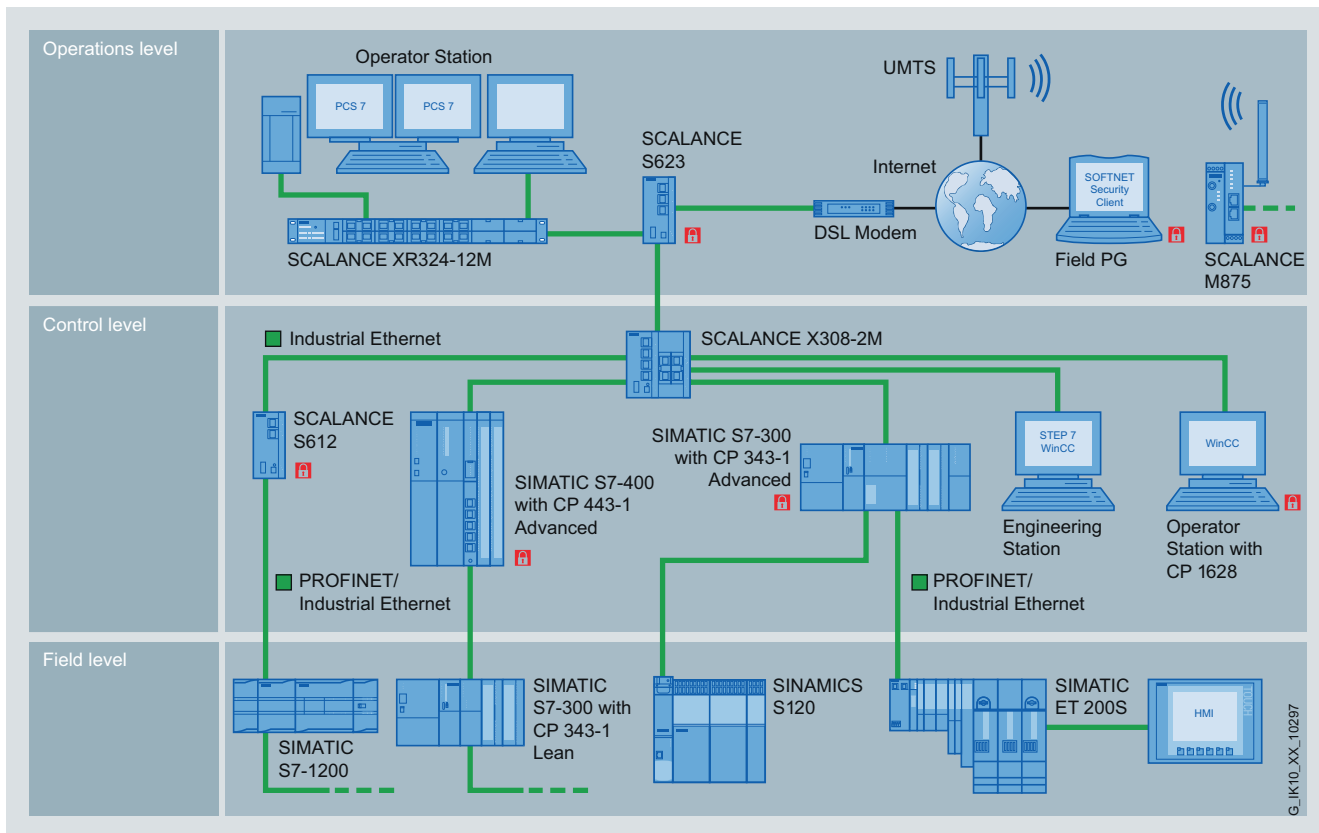 Operations level
Operator Station
PCS 7
PCS 7
SCALANCE
S623
UMTS
Internet
SOFTNET
Security
Client
SCALANCE XR324-12M
DSL Modem
Field PG
SCALANCE
M875
Control level
Industrial Ethernet
SCALANCE X308-2M
SCALANCE
S612
SIMATIC S7-400
with CP 443-1
Advanced
SIMATIC S7-300
with CP 343-1
Advanced
STEP 7
WinCC
Engineering
Station
WinCC
Operator
Station with
CP 1628
PROFINET/
Industrial Ethernet
PROFINET/
Industrial Ethernet
Field level
SIMATIC
S7-1200
SIMATIC
S7-300 with
CP 343-1
Lean
SINAMICS
S120
SIMATIC
ET 200S
HMI
G_IK10_XX_10297